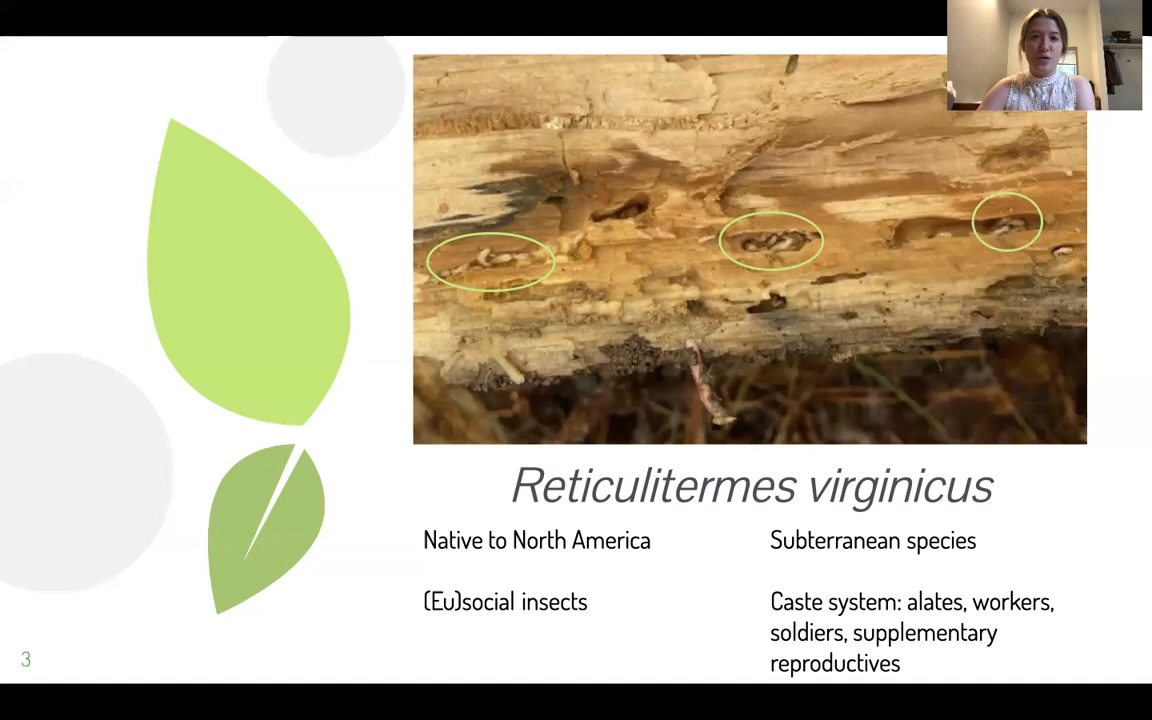 Reticulitermes virginicus
Native to North America
(Eu)social insects
Subterranean species
Caste system: alates, workers,
soldiers, supplementary
reproductives
3